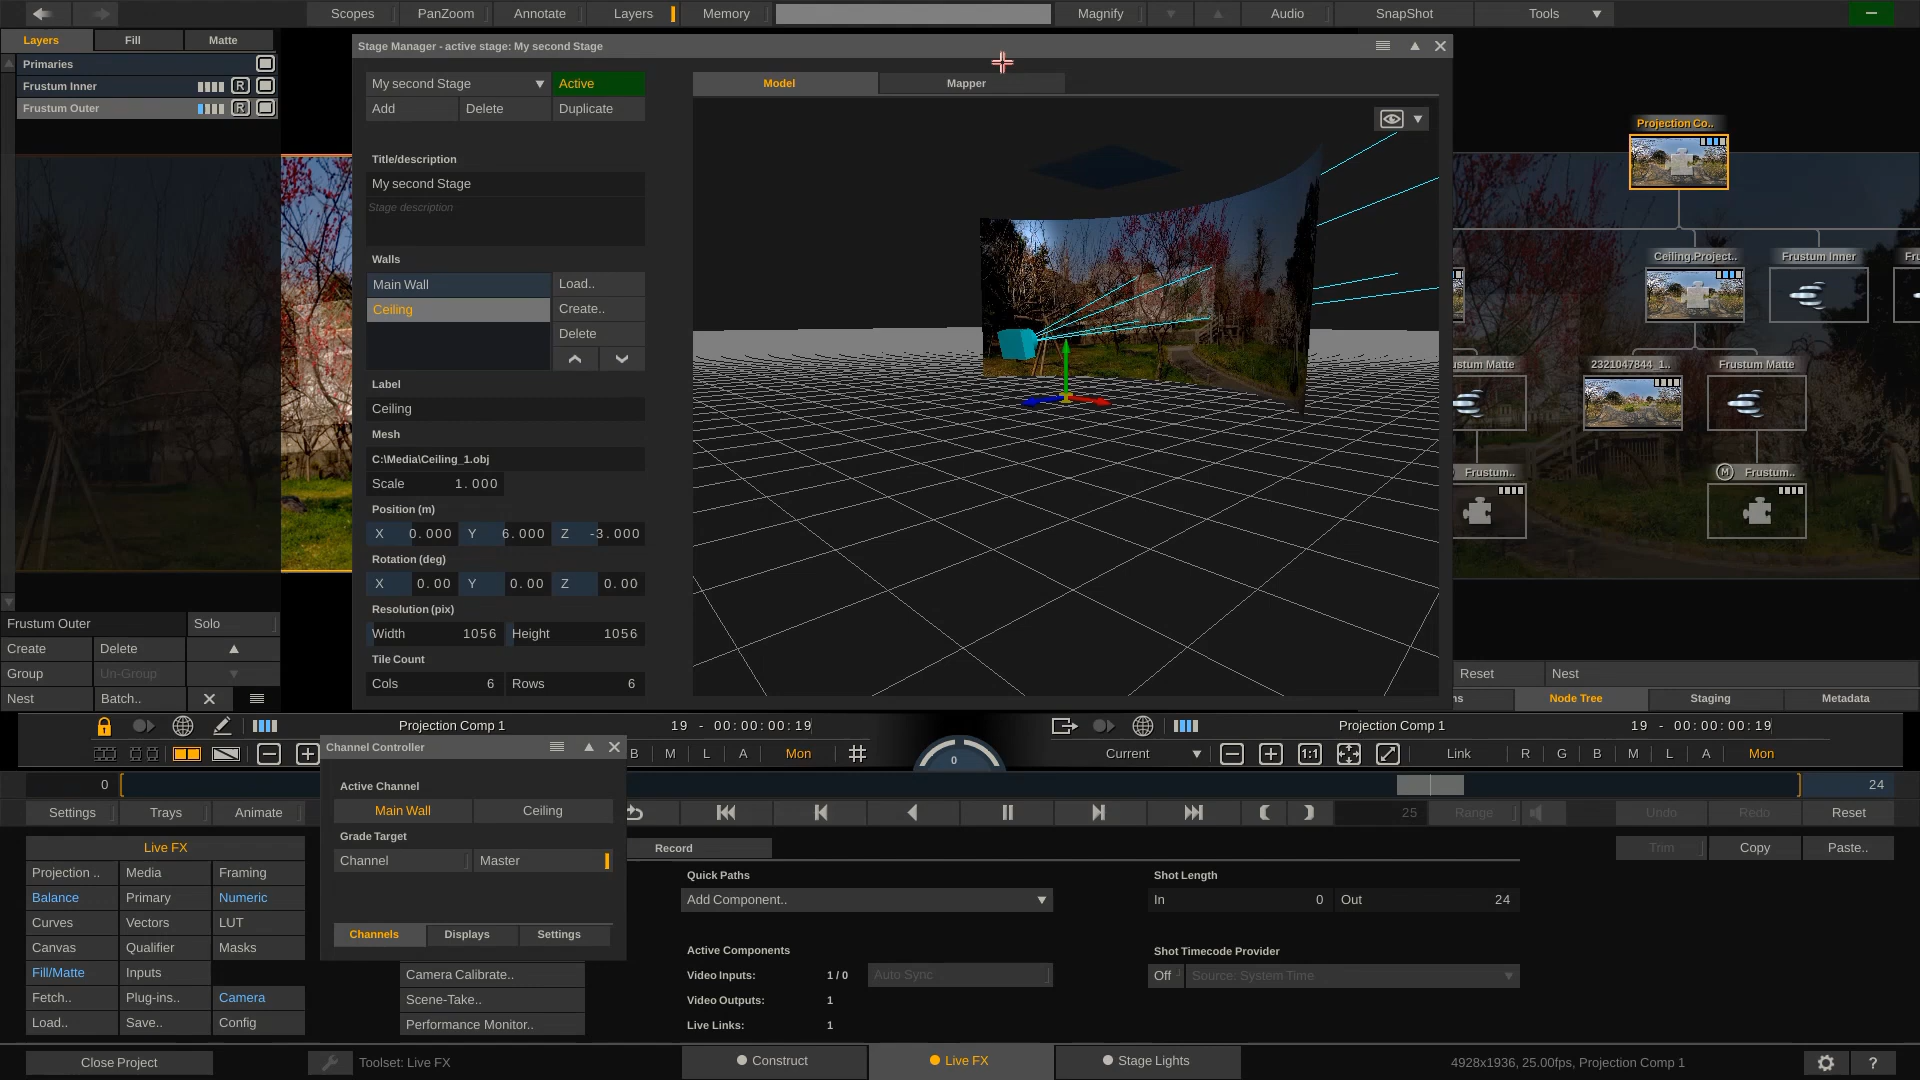 Scopes PanZoom Annotate Layers Memory Magnify Audio SnapShot Tools
Layers Fill Matte
Primaries
Frustum Inner R
Frustum Outer R
Stage Manager - active stage: My second Stage
My second Stage Active
Add Delete Duplicate
Title/description
My second Stage
Stage description
Walls
Main Wall
Ceiling
Load..
Create..
Delete
Label
Ceiling
Mesh
C:\Media\Ceiling_1.obj
Scale 1.000
Position (m)
X 0.000 Y 6.000 Z -3.000
Rotation (deg)
X 0.00 Y 0.00 Z 0.00
Resolution (pix)
Width 1056 Height 1056
Tile Count
Cols 6 Rows 6
Model Mapper
Projection Co..
Ceiling.Project.. Frustum Inner Fru
ustum Matte 2321047844_1.. Frustum Matte
Frustum.. M Frustum..
Frustum Outer Solo
Create Delete
Group Un-Group
Nest Batch..
Reset Nest
ns Node Tree Staging Metadata
Projection Comp 1 19 - 00:00:00:19
Projection Comp 1 19 - 00:00:00:19
B M L A Mon
0
Current 1:1 Link R G B M L A Mon
Channel Controller
Active Channel
Main Wall Ceiling
Grade Target
Channel Master
Channels Displays Settings
0 24
Settings Trays Animate
25 Range Undo Redo Reset
Live FX
Projection .. Media Framing
Balance Primary Numeric
Curves Vectors LUT
Canvas Qualifier Masks
Fill/Matte Inputs
Fetch.. Plug-ins.. Camera
Load.. Save.. Config
Camera Calibrate..
Scene-Take..
Performance Monitor..
Record
Quick Paths
Add Component..
Active Components
Video Inputs: 1 / 0 Auto Sync
Video Outputs: 1
Live Links: 1
Shot Length
In 0 Out 24
Shot Timecode Provider
Off Source: System Time
Trim Copy Paste..
Close Project Toolset: Live FX Construct Live FX Stage Lights 4928x1936, 25.00fps, Projection Comp 1 ?